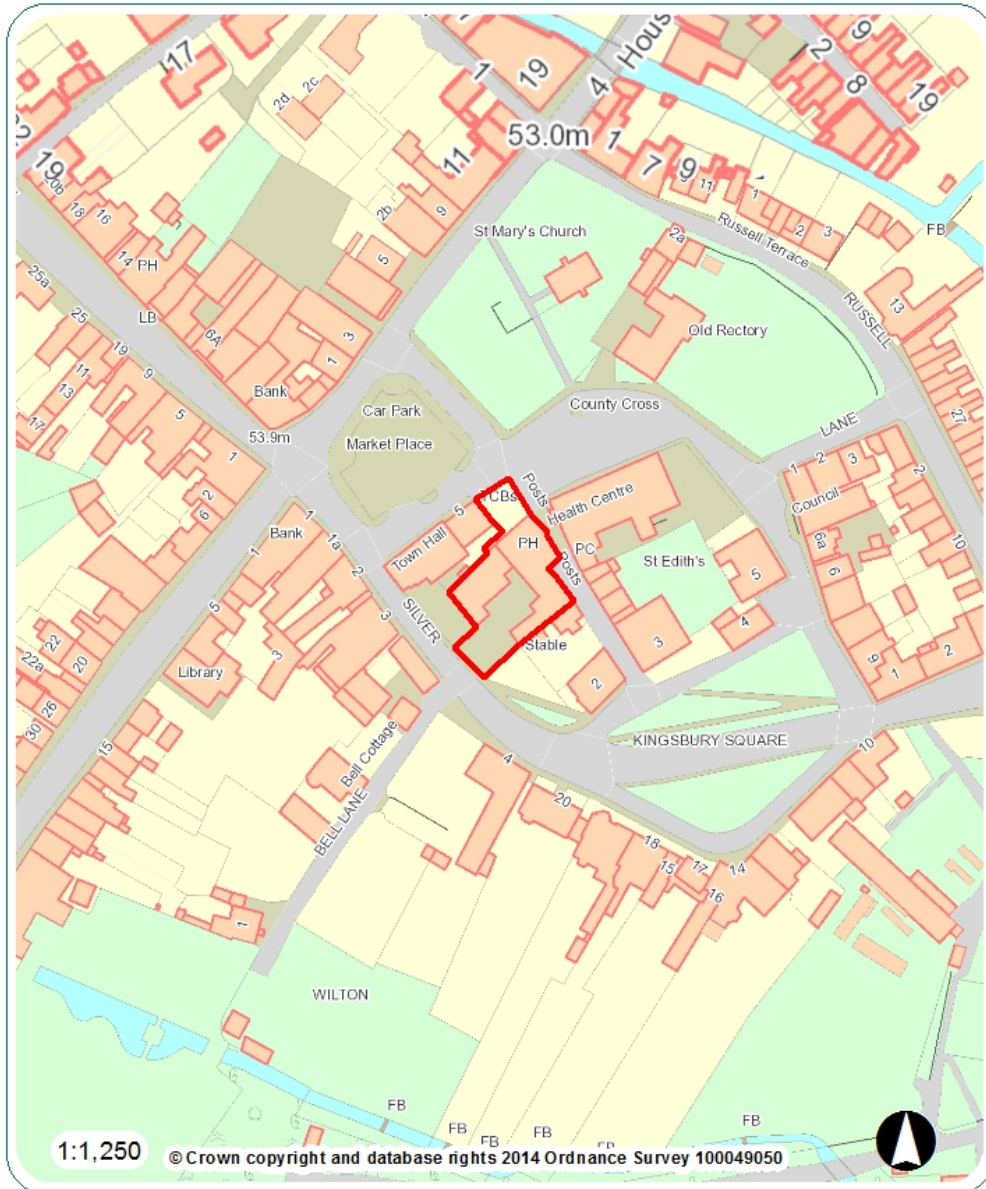 17
19
1
4
Hous
2
8
9
19
2d
2c
53.0m
11
1
7
9
11
1
2
3
19
20b
18
16
14
PH
2b
9
5
St Mary's Church
2a
Russell Terrace
FB
RUSSELL
13
25a
25
LB
6A
3
1
Bank
Old Rectory
19
9
11
13
17
5
1
53.9m
Car Park
Market Place
County Cross
LANE
27
1
2
3
2
Council
6a
6
10
2
6
Bank
1
1a
2
5
Town Hall
TCBs
Posts
Health Centre
PH
PC
Posts
St Edith's
5
4
3
1
5
22
22a
20
26
30
15
Library
3
3
SILVER
Stable
2
9
1
2
KINGSBURY SQUARE
10
Bell Cottage
BELL LANE
4
20
18
15
17
14
16
1
WILTON
FB
FB
FB
FB
FB
FB
1:1,250
© Crown copyright and database rights 2014 Ordnance Survey 100049050